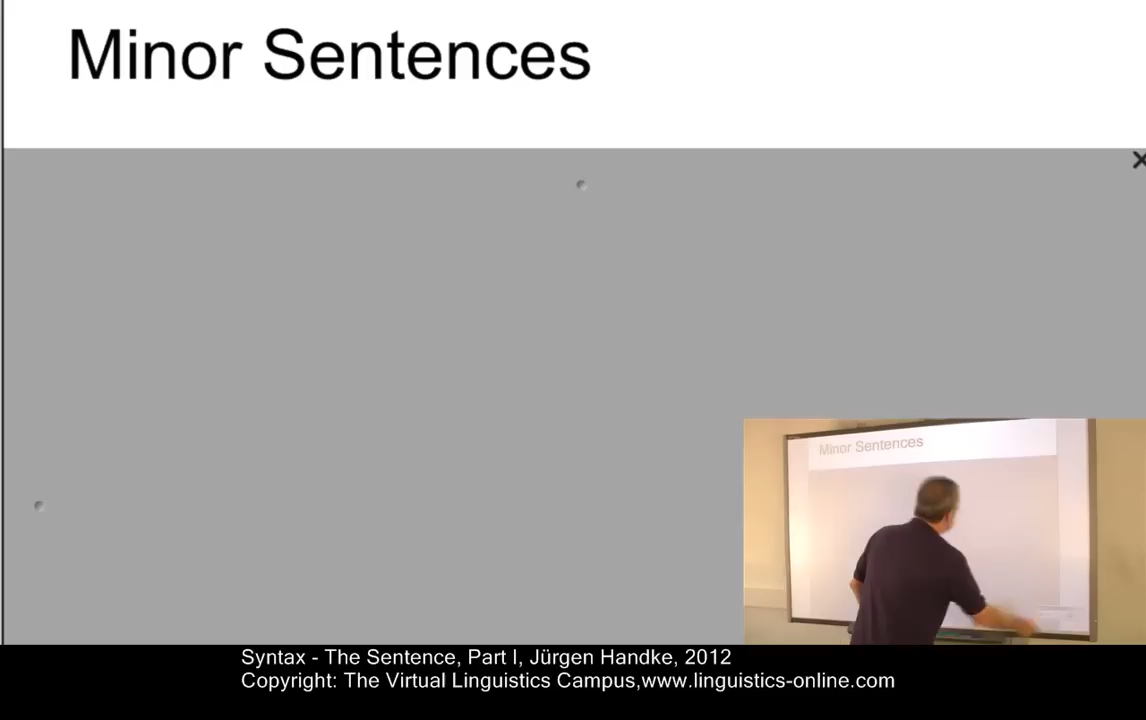 Minor Sentences
Minor Sentences
Syntax - The Sentence, Part I, Jürgen Handke, 2012
Copyright: The Virtual Linguistics Campus,www.linguistics-online.com